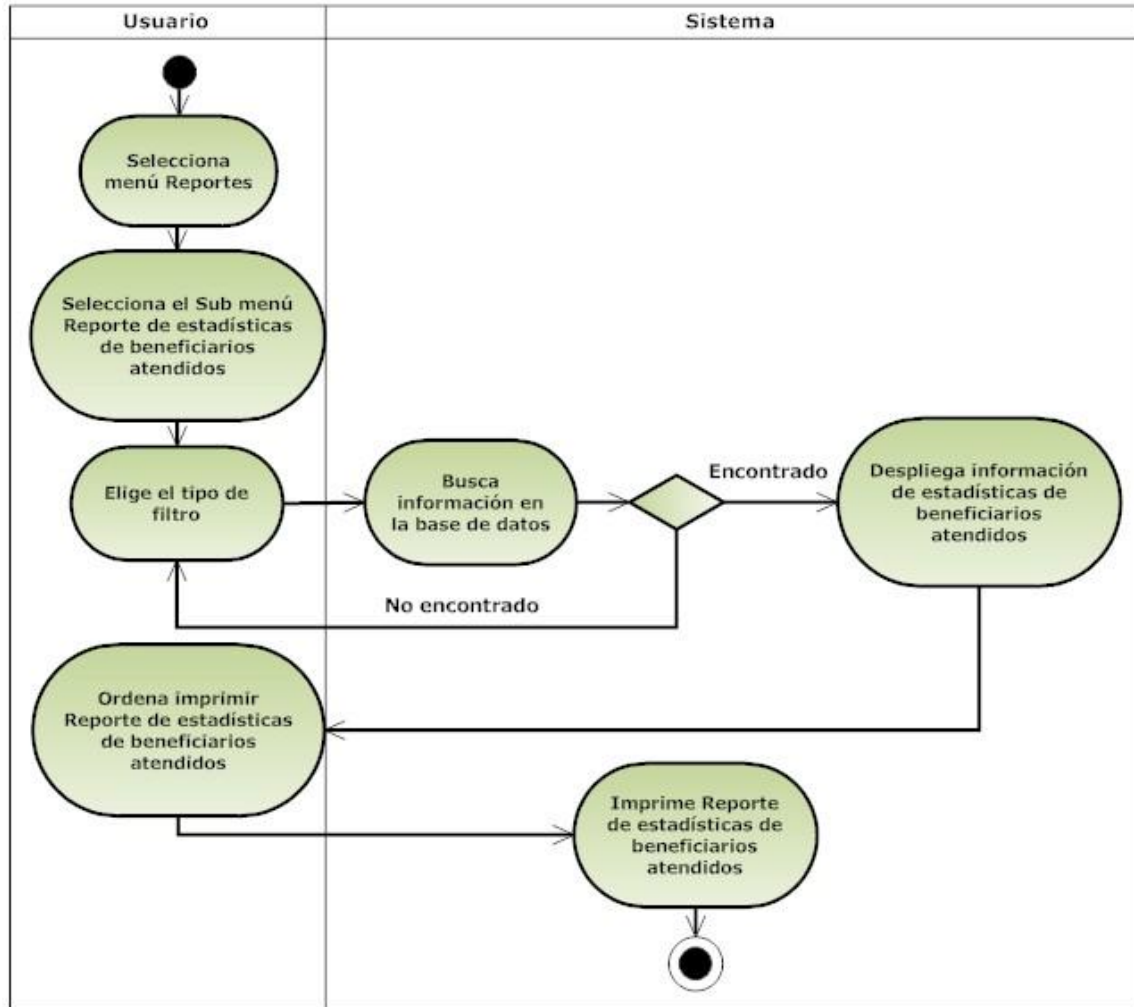 Usuario
Sistema
Selecciona
menú Reportes
Selecciona el Sub menú
Reporte de estadísticas
de beneficiarios
atendidos
Elige el tipo de
filtro
Busca
información en
la base de datos
Encontrado
Despliega información
de estadísticas de
beneficiarios
atendidos
No encontrado
Ordena imprimir
Reporte de estadísticas
de beneficiarios
atendidos
Imprime Reporte
de estadísticas de
beneficiarios
atendidos